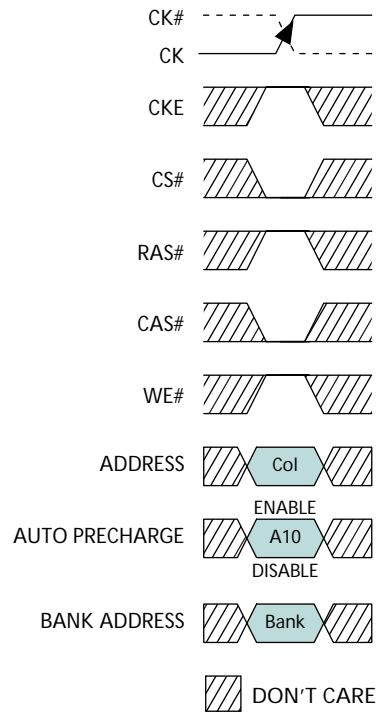 CK#
CK
CKE
CS#
RAS#
CAS#
WE#
ADDRESS
Col
ENABLE
AUTO PRECHARGE
A10
DISABLE
BANK ADDRESS
Bank
DON'T CARE